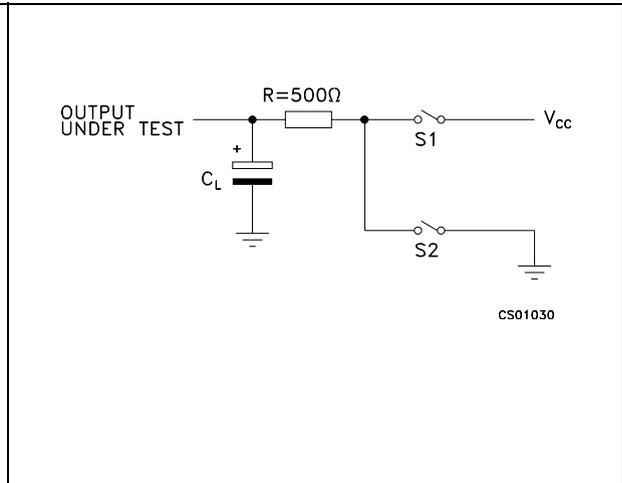 R=500Ω
OUTPUT
UNDER TEST
VCC
S1
+
CL
S2
CS01030